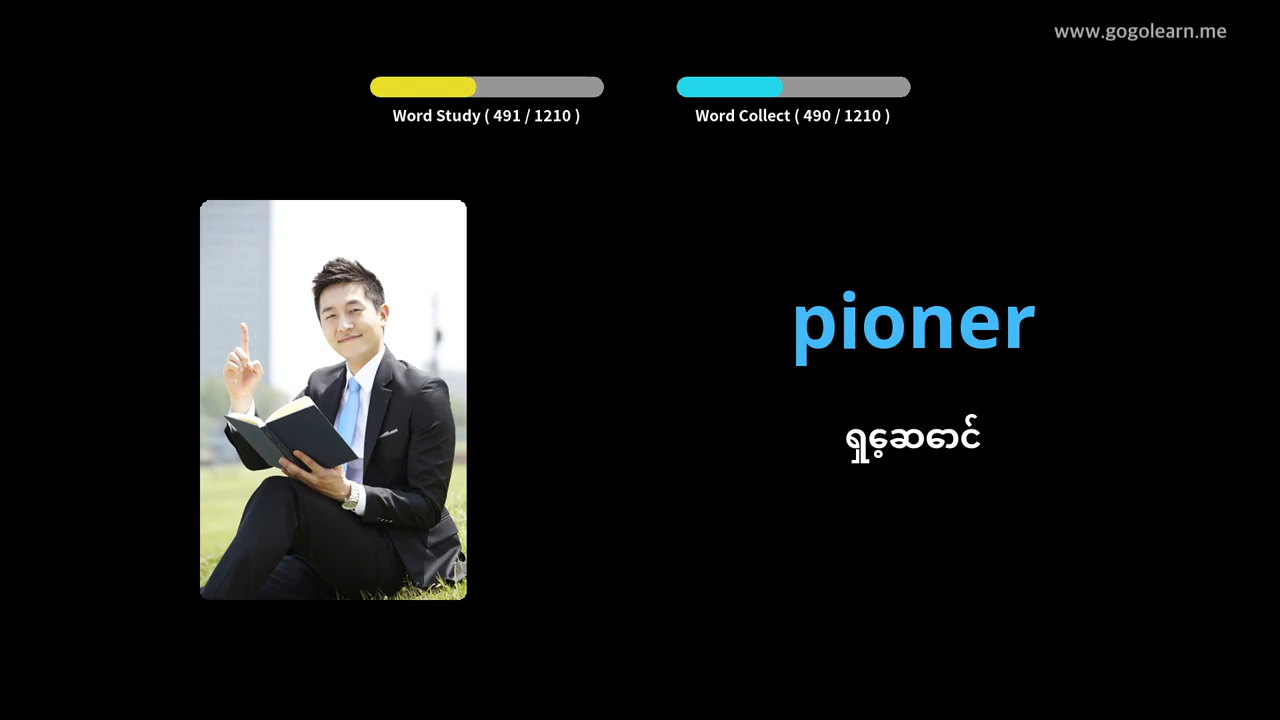 www.gogolearn.me
Word Study ( 491 / 1210 )
Word Collect ( 490 / 1210 )
pioner
ရှေ့ဆောင်